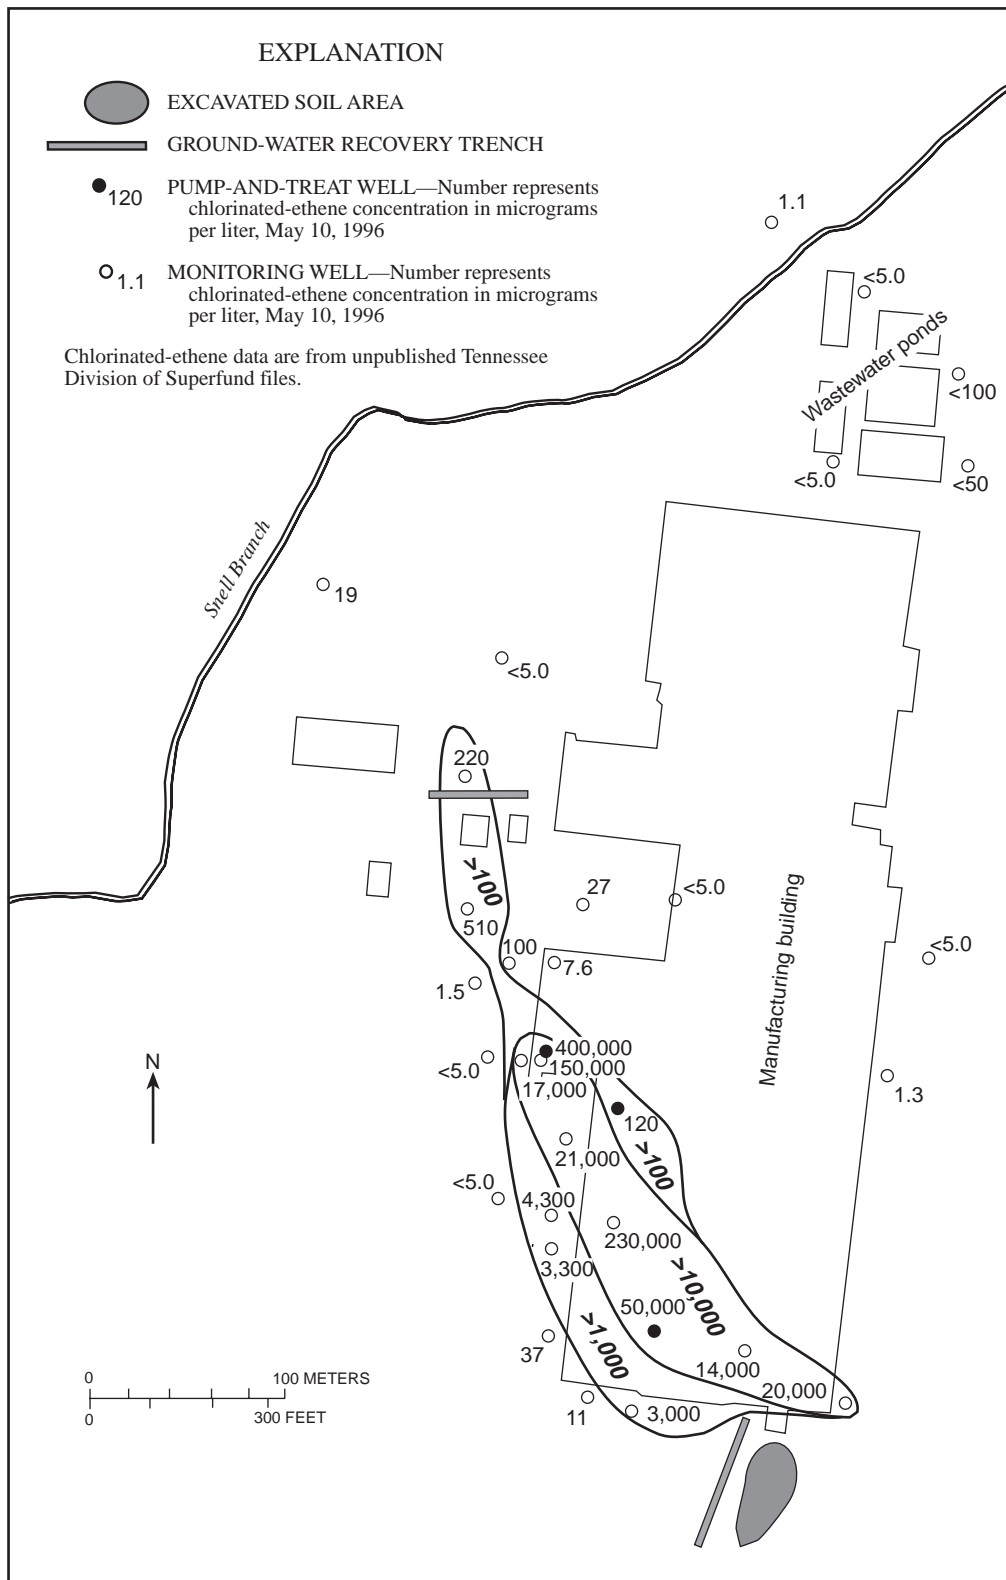 EXPLANATION
EXCAVATED SOIL AREA
GROUND-WATER RECOVERY TRENCH
120
PUMP-AND-TREAT WELL—Number represents
chlorinated-ethene concentration in micrograms
per liter, May 10, 1996
1.1
MONITORING WELL—Number represents
chlorinated-ethene concentration in micrograms
per liter, May 10, 1996
Chlorinated-ethene data are from unpublished Tennessee
Division of Superfund files.
1.1
<5.0
Wastewater ponds
<100
<5.0
<50
Snell Branch
19
<5.0
220
>100
510
27
<5.0
100
7.6
<5.0
1.5
Manufacturing building
N
<5.0
400,000
150,000
17,000
1.3
120
21,000
>100
<5.0
4,300
230,000
3,300
>10,000
50,000
>1,000
37
14,000
20,000
11
3,000
0
100 METERS
0
300 FEET